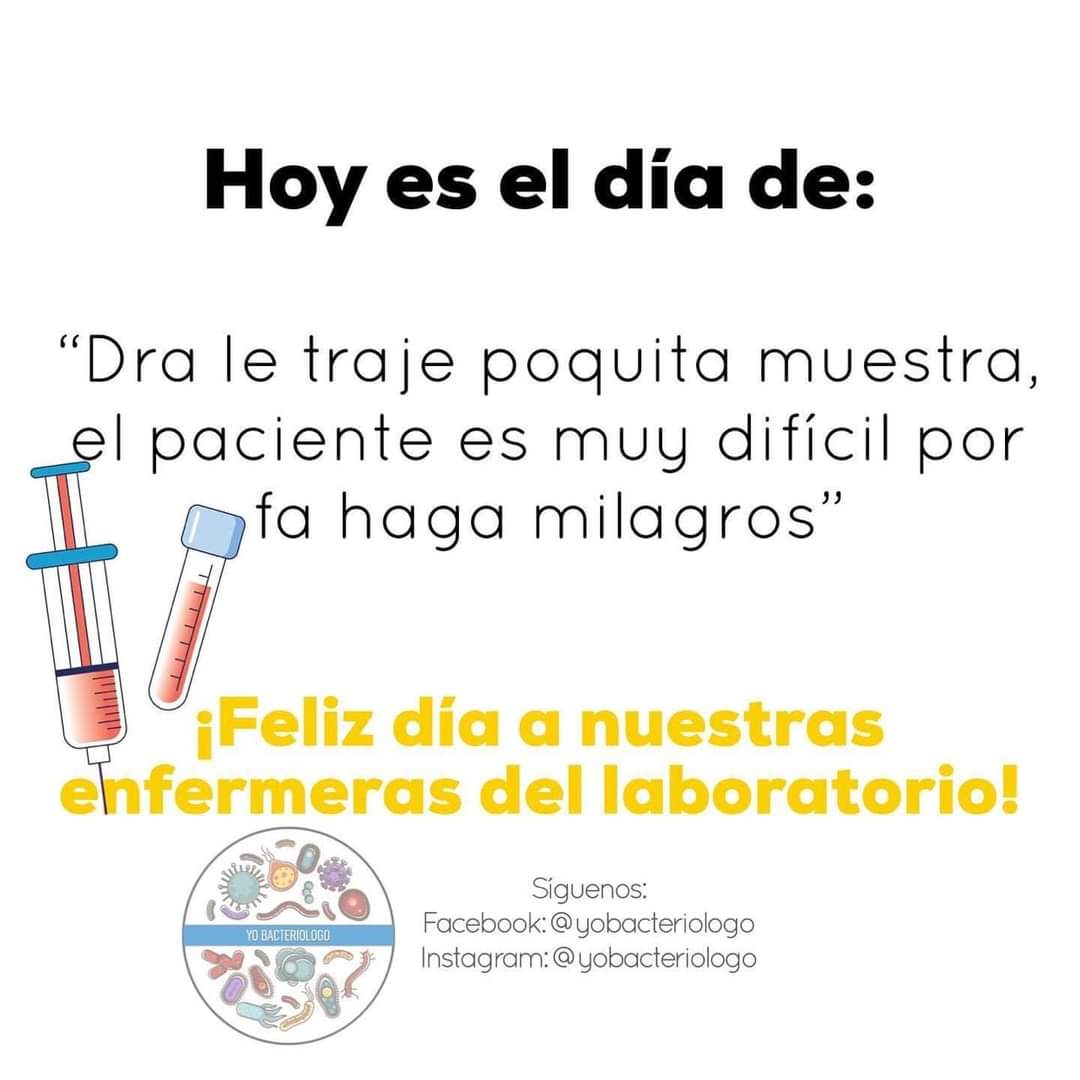 Hoy es el día de:
“Dra le traje poquita muestra,
el paciente es muy difícil por
fa haga milagros”
¡Feliz día a nuestras
enfermeras del laboratorio!
YO BACTERIOLOGO
Síguenos:
Facebook: @yobacteriologo
Instagram: @yobacteriologo